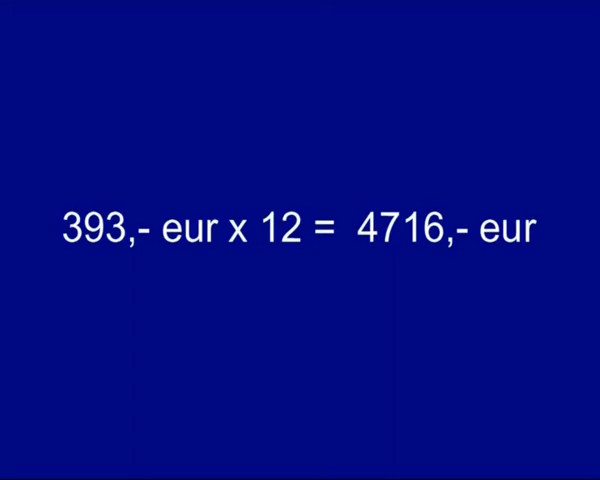 393,- eur x 12 = 4716,- eur